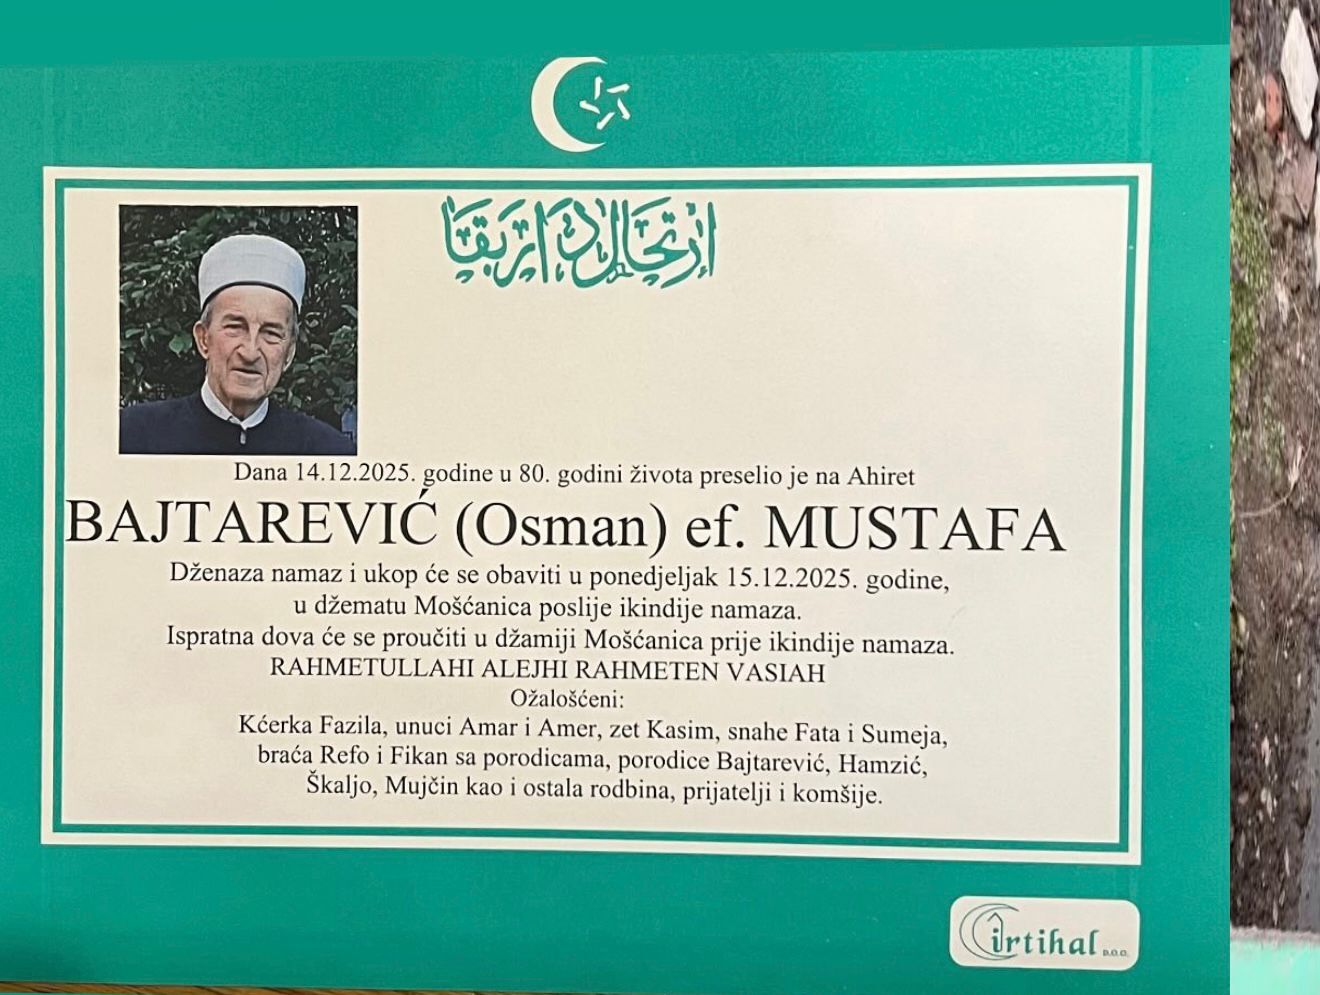 ارتحال دار بقا
Dana 14.12.2025. godine u 80. godini života preselio je na Ahiret
BAJTAREVIĆ (Osman) ef. MUSTAFA
Dženaza namaz i ukop će se obaviti u ponedjeljak 15.12.2025. godine,
u džematu Mošćanica poslije ikindije namaza.
Ispratna dova će se proučiti u džamiji Mošćanica prije ikindije namaza.
RAHMETULLAHI ALEJHI RAHMETEN VASIAH
Ožalošćeni:
Kćerka Fazila, unuci Amar i Amer, zet Kasim, snahe Fata i Sumeja,
braća Refo i Fikan sa porodicama, porodice Bajtarević, Hamzić,
Škaljo, Mujčin kao i ostala rodbina, prijatelji i komšije.
irtihal D.O.O.